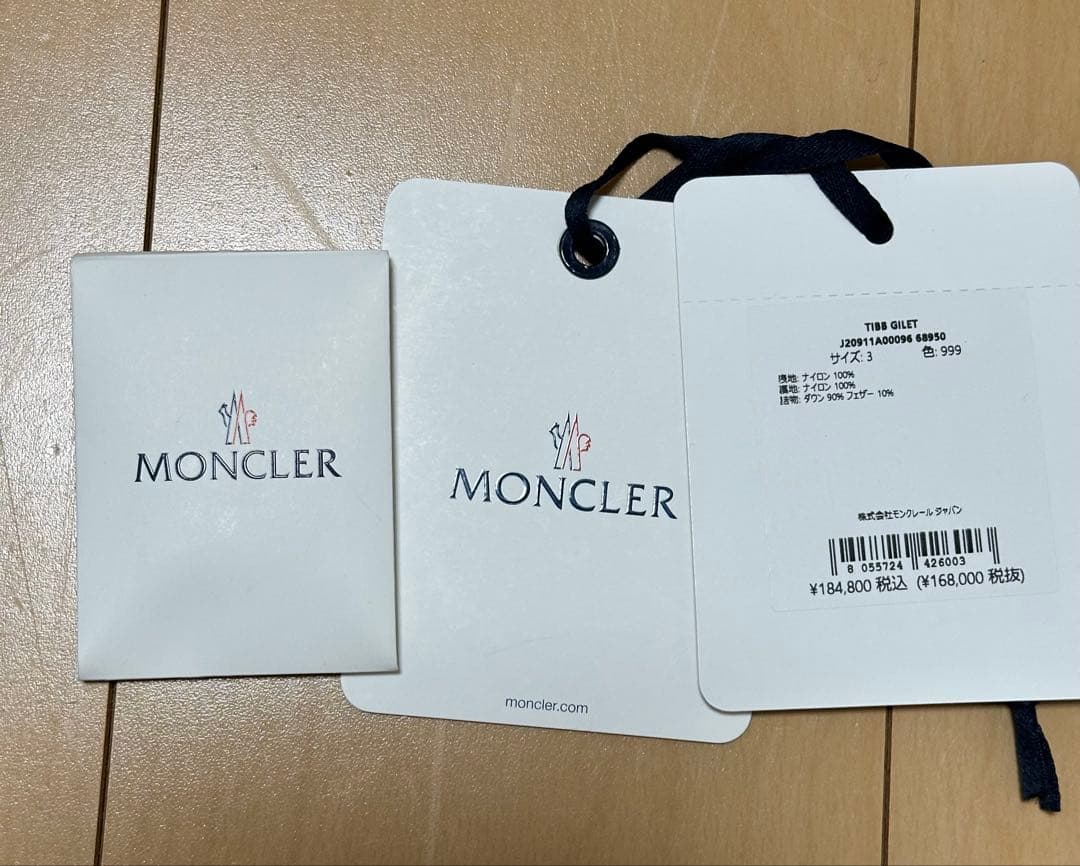 MONCLER
MONCLER
moncler.com
TIBB GILET
J20911A00096 68950
サイズ: 3 色: 999
表地: ナイロン 100%
裏地: ナイロン 100%
詰物: ダウン 90% フェザー 10%
株式会社モンクレール ジャパン
8 055724 426003
¥184,800 税込 (¥168,000 税抜)